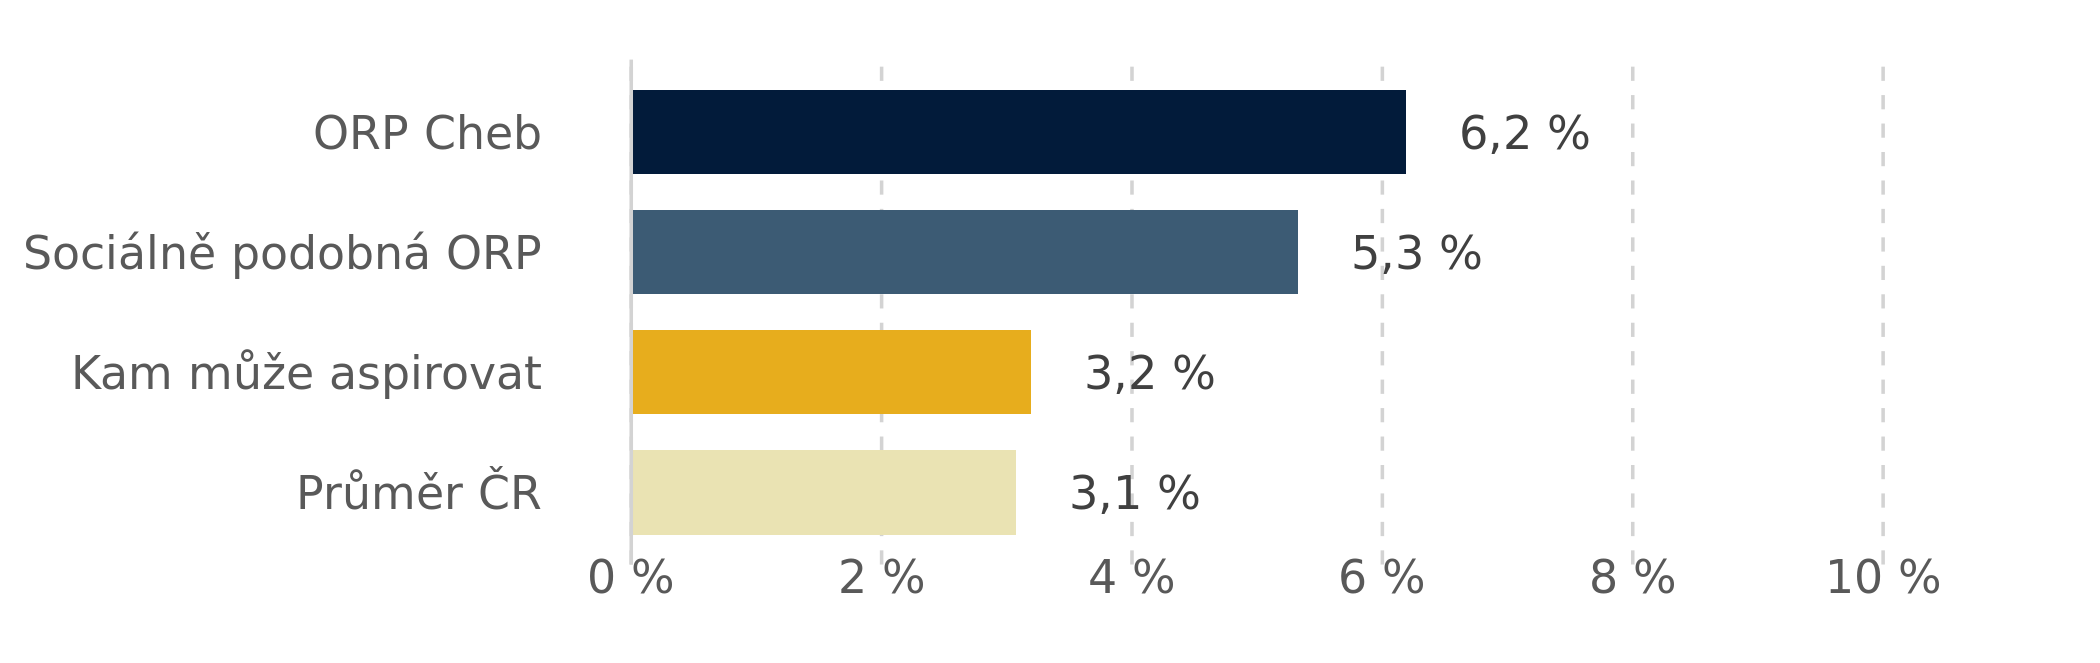 ORP Cheb 6,2 %
Sociálně podobná ORP 5,3 %
Kam může aspirovat 3,2 %
Průměr ČR 3,1 %
0 % 2 % 4 % 6 % 8 % 10 %